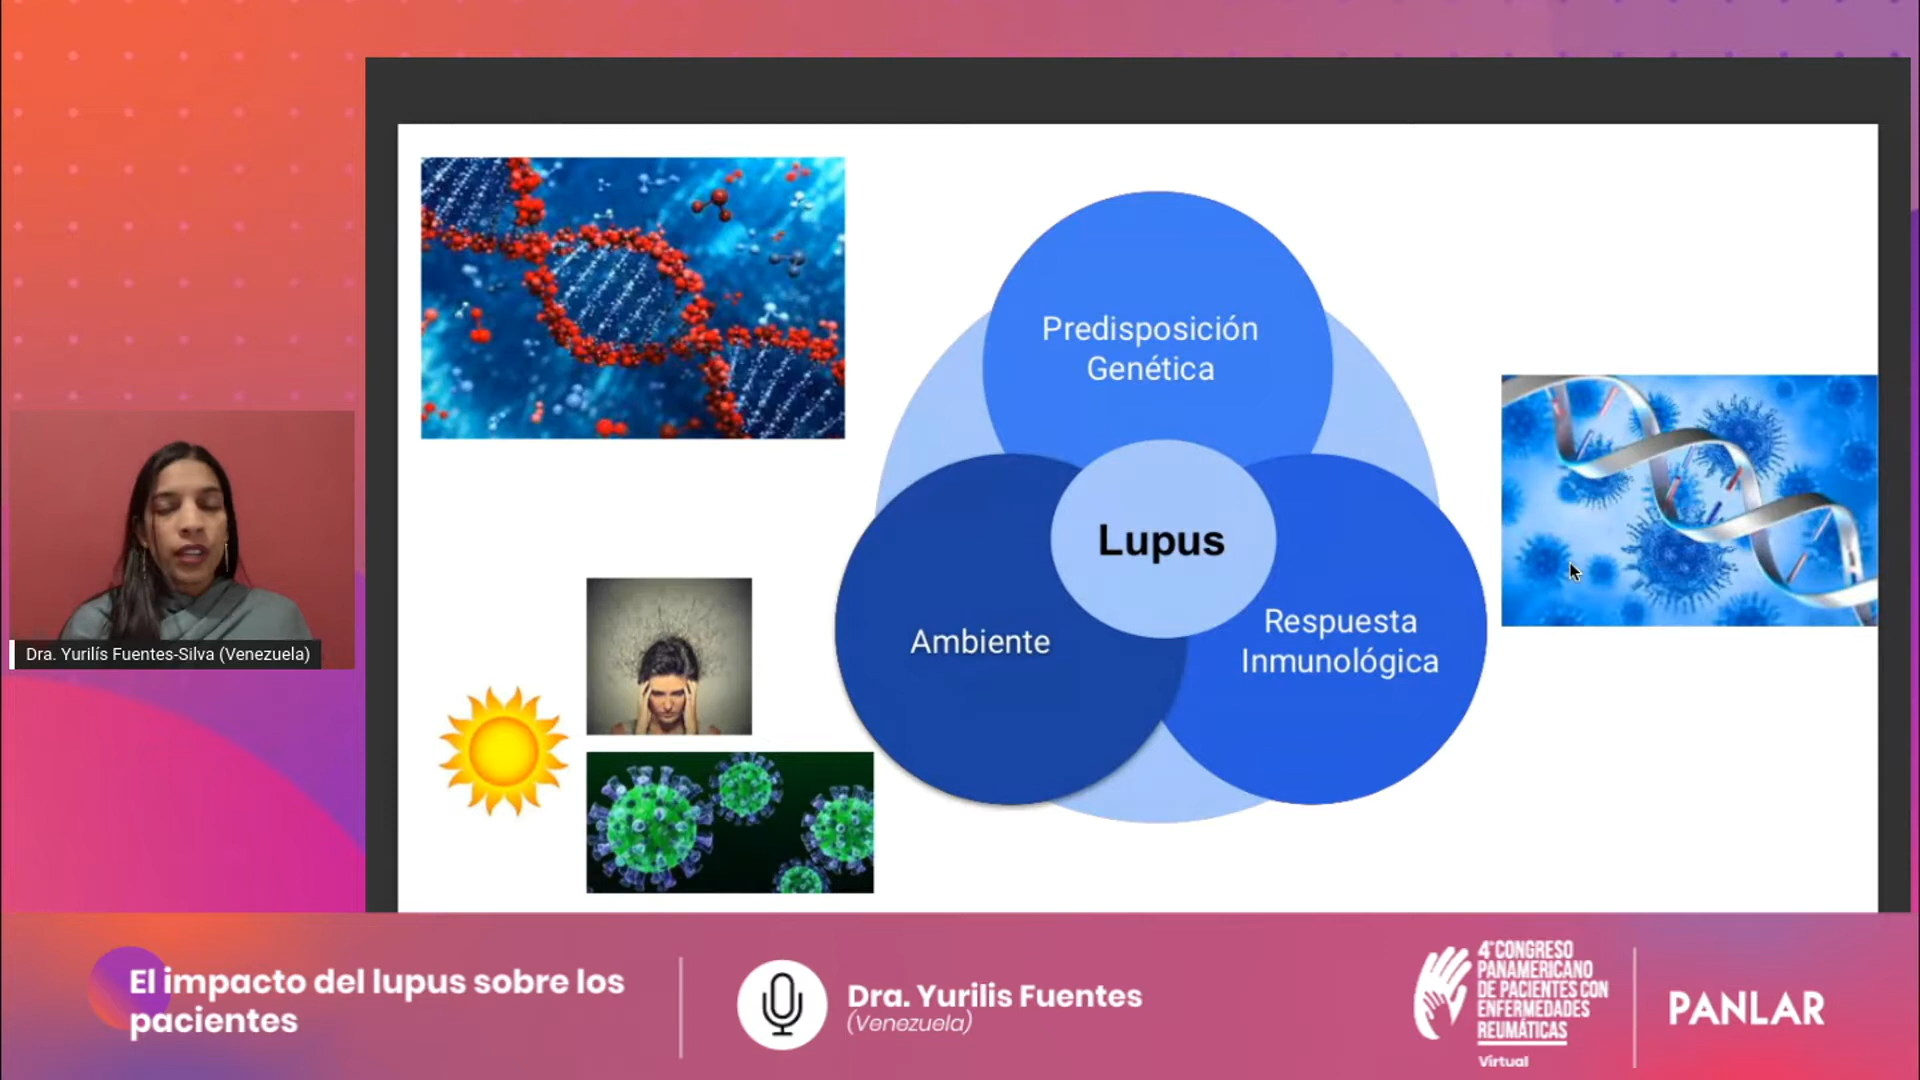 Predisposición
Genética
Lupus
Ambiente
Respuesta
Inmunológica
Dra. Yurilís Fuentes-Silva (Venezuela)
El impacto del lupus sobre los
pacientes
Dra. Yurilis Fuentes
(Venezuela)
4°CONGRESO
PANAMERICANO
DE PACIENTES CON
ENFERMEDADES
REUMÁTICAS
Virtual
PANLAR